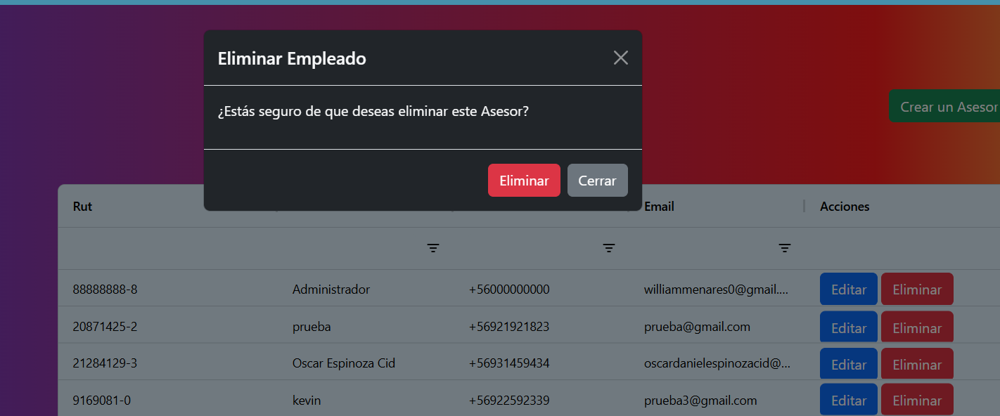 Eliminar Empleado
¿Estás seguro de que deseas eliminar este Asesor?
Crear un Asesor
Eliminar Cerrar
Rut Email Acciones
88888888-8 Administrador +56000000000 williammenares0@gmail.... Editar Eliminar
20871425-2 prueba +56921921823 prueba@gmail.com Editar Eliminar
21284129-3 Oscar Espinoza Cid +56931459434 oscardanielespinozacid@... Editar Eliminar
9169081-0 kevin +56922592339 prueba3@gmail.com Editar Eliminar